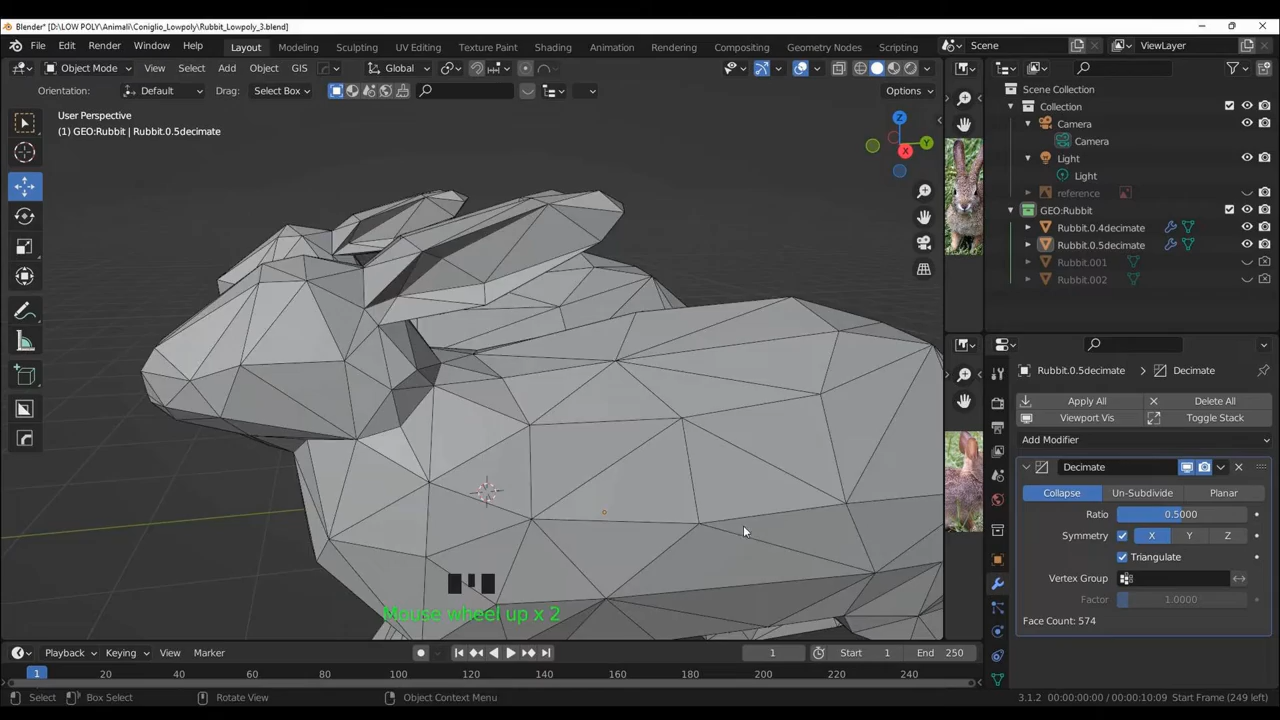 Blender* [D:\LOW POLY\Animali\Coniglio_Lowpoly\Rubbit_Lowpoly_3.blend]
File Edit Render Window Help Layout Modeling Sculpting UV Editing Texture Paint Shading Animation Rendering Compositing Geometry Nodes Scripting Scene ViewLayer
Object Mode View Select Add Object GIS Global
Orientation: Default Drag: Select Box Options
User Perspective
(1) GEO:Rubbit | Rubbit.0.5decimate
Z
Y
X
Scene Collection
Collection
Camera
Camera
Light
Light
reference
GEO:Rubbit
Rubbit.0.4decimate
Rubbit.0.5decimate
Rubbit.001
Rubbit.002
Rubbit.0.5decimate Decimate
Apply All Delete All
Viewport Vis Toggle Stack
Add Modifier
Decimate
Collapse Un-Subdivide Planar
Ratio 0.5000
Symmetry X Y Z
Triangulate
Vertex Group
Factor 1.0000
Face Count: 574
Mouse wheel up x 2
Playback Keying View Marker 1 Start 1 End 250
1 20 40 60 80 100 120 140 160 180 200 220 240
Select Box Select Rotate View Object Context Menu 3.1.2 00:00:00:00 / 00:00:10:09 Start Frame (249 left)